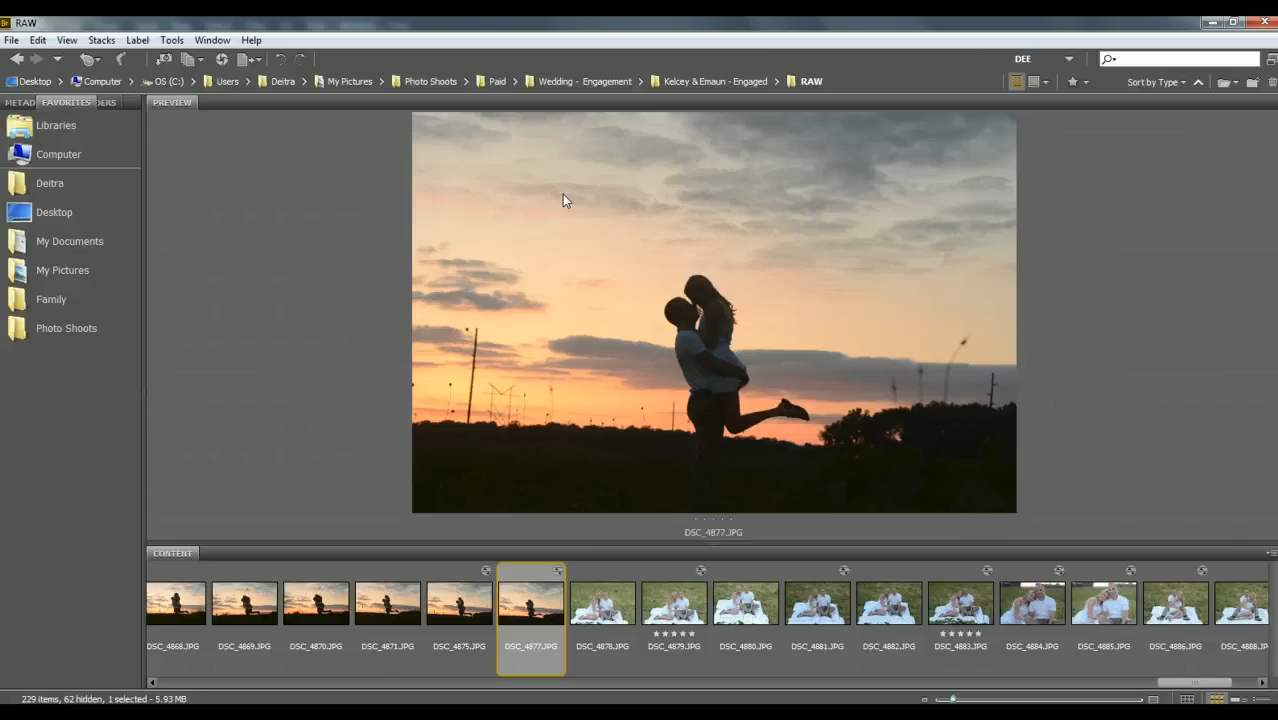 Br RAW
File Edit View Stacks Label Tools Window Help
DEE
Desktop Computer OS (C:) Users Deitra My Pictures Photo Shoots Paid Wedding - Engagement Kelcey & Emaun - Engaged RAW Sort by Type
METAD FAVORITES ERS PREVIEW
Libraries
Computer
Deitra
Desktop
My Documents
My Pictures
Family
Photo Shoots
DSC_4877.JPG
CONTENT
DSC_4868.JPG DSC_4869.JPG DSC_4870.JPG DSC_4871.JPG DSC_4875.JPG DSC_4877.JPG DSC_4878.JPG DSC_4879.JPG DSC_4880.JPG DSC_4881.JPG DSC_4882.JPG DSC_4883.JPG DSC_4884.JPG DSC_4885.JPG DSC_4886.JPG DSC_4888.JPG
229 items, 62 hidden, 1 selected - 5.93 MB